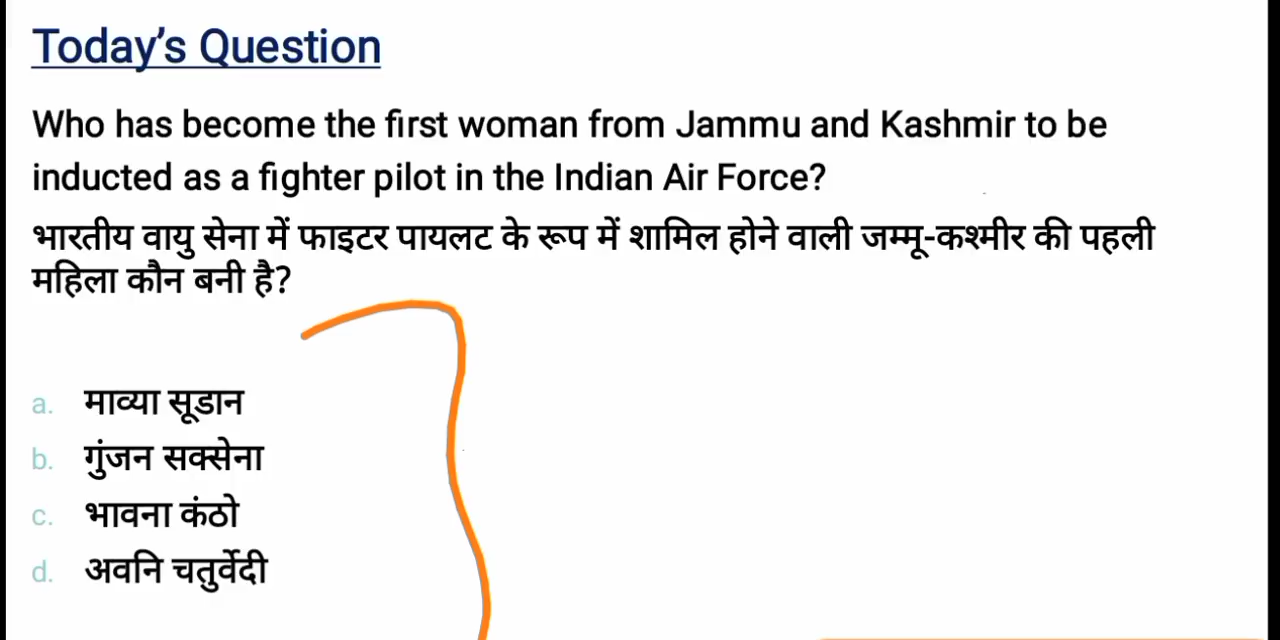 Today's Question
Who has become the first woman from Jammu and Kashmir to be
inducted as a fighter pilot in the Indian Air Force?
भारतीय वायु सेना में फाइटर पायलट के रूप में शामिल होने वाली जम्मू-कश्मीर की पहली
महिला कौन बनी है?
a. माव्या सूडान
b. गुंजन सक्सेना
c. भावना कंठो
d. अवनि चतुर्वेदी